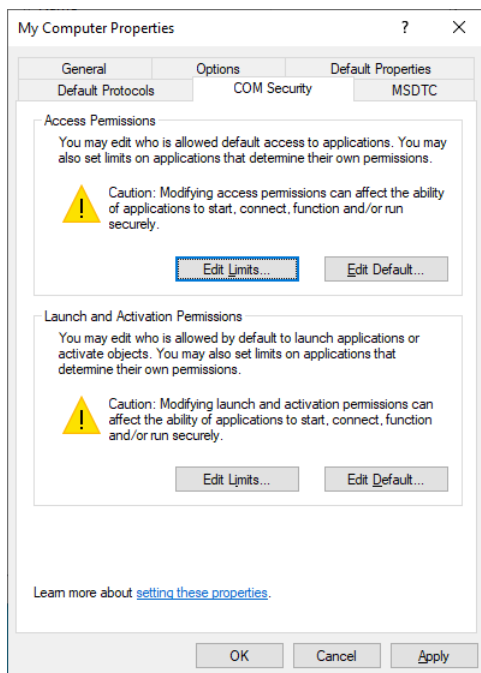 My Computer Properties
?
General Options Default Properties
Default Protocols COM Security MSDTC
Access Permissions
You may edit who is allowed default access to applications. You may
also set limits on applications that determine their own permissions.
Caution: Modifying access permissions can affect the ability
of applications to start, connect, function and/or run
securely.
Edit Limits... Edit Default...
Launch and Activation Permissions
You may edit who is allowed by default to launch applications or
activate objects. You may also set limits on applications that
determine their own permissions.
Caution: Modifying launch and activation permissions can
affect the ability of applications to start, connect, function
and/or run securely.
Edit Limits... Edit Default...
Learn more about setting these properties.
OK Cancel Apply